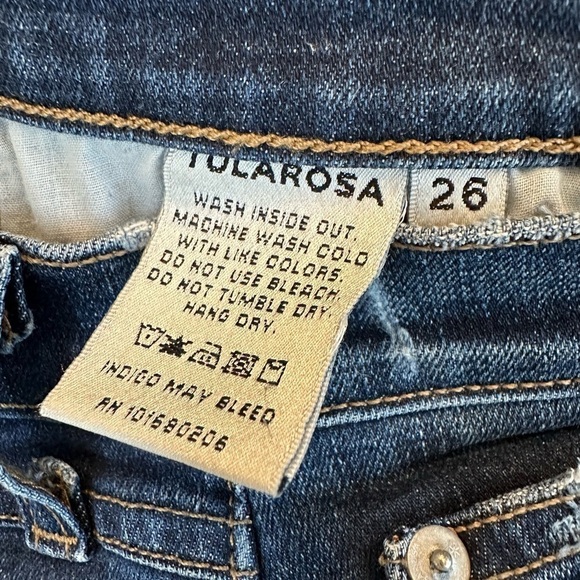 TULAROSA
26
WASH INSIDE OUT,
MACHINE WASH COLD
WITH LIKE COLORS.
DO NOT USE BLEACH.
DO NOT TUMBLE DRY.
HANG DRY.
INDIGO MAY BLEED
RN 101580206